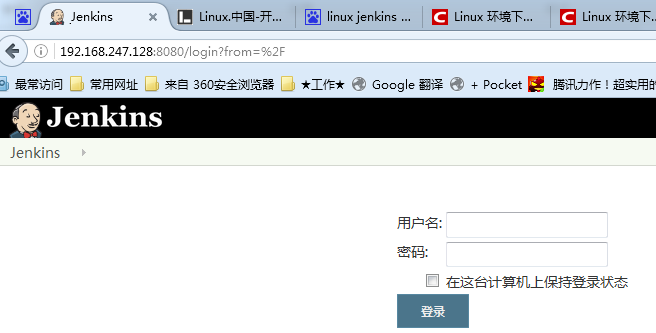 Jenkins
Linux.中国-开...
linux jenkins ...
Linux 环境下...
Linux 环境下...
192.168.247.128:8080/login?from=%2F
最常访问 常用网址 来自 360安全浏览器 ★工作★ Google 翻译 + Pocket 腾讯力作！超实用的
Jenkins
Jenkins
用户名:
密码:
在这台计算机上保持登录状态
登录